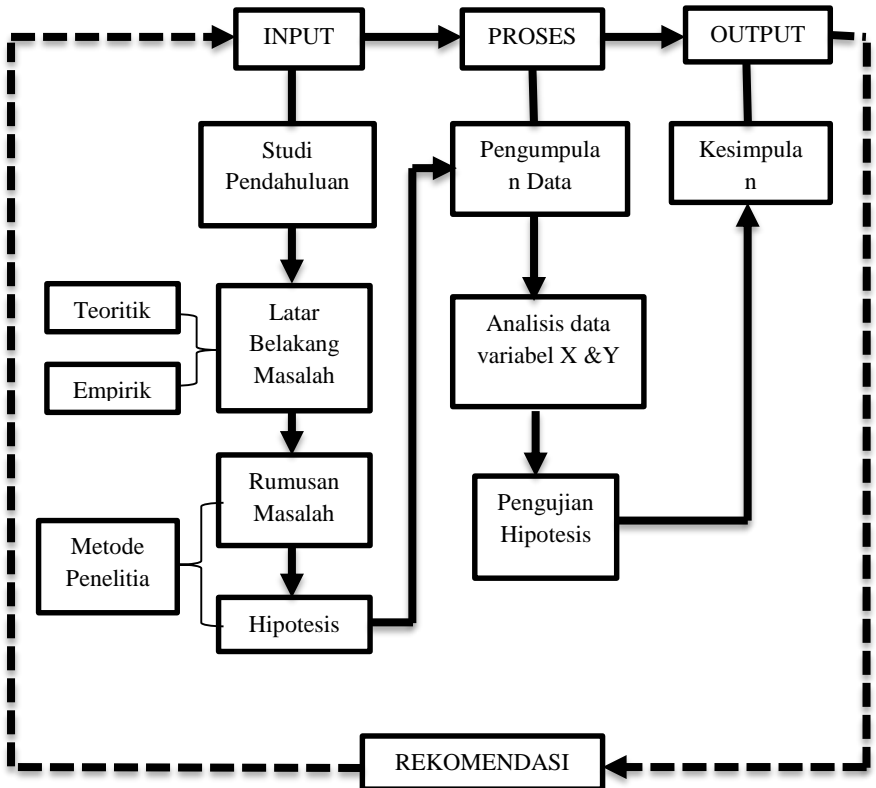 INPUT
PROSES
OUTPUT
Studi
Pendahuluan
Pengumpula
n Data
Kesimpula
n
Teoritik
Empirik
Latar
Belakang
Masalah
Analisis data
variabel X &Y
Rumusan
Masalah
Pengujian
Hipotesis
Metode
Penelitia
Hipotesis
REKOMENDASI